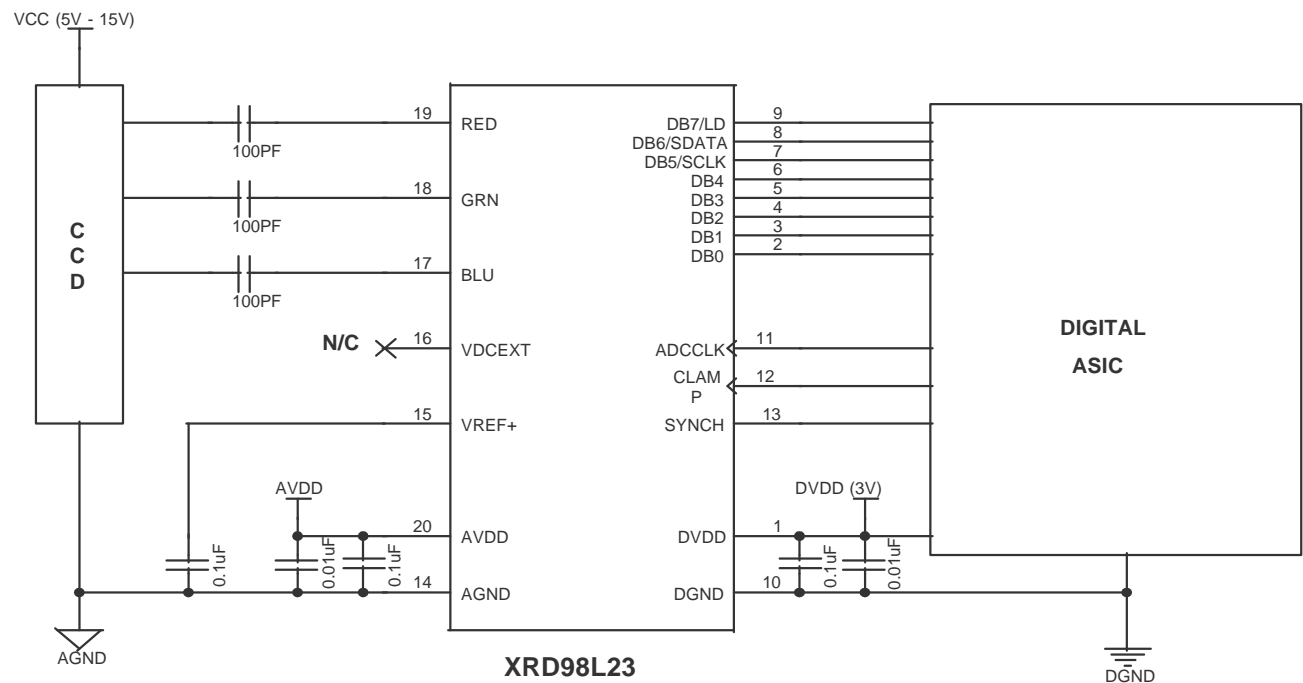 VCC (5V - 15V)
C
C
D
100PF
100PF
100PF
N/C
19
RED
18
GRN
17
BLU
16
VDCEXT
15
VREF+
AVDD
20
AVDD
14
AGND
0.1uF
0.01uF
0.1uF
AGND
DB7/LD
9
DB6/SDATA
8
DB5/SCLK
7
DB4
6
DB3
5
DB2
4
DB1
3
DB0
2
ADCCLK
11
CLAM
P
12
SYNCH
13
DVDD (3V)
DVDD
1
DGND
10
0.1uF
0.01uF
DIGITAL
ASIC
DGND
XRD98L23